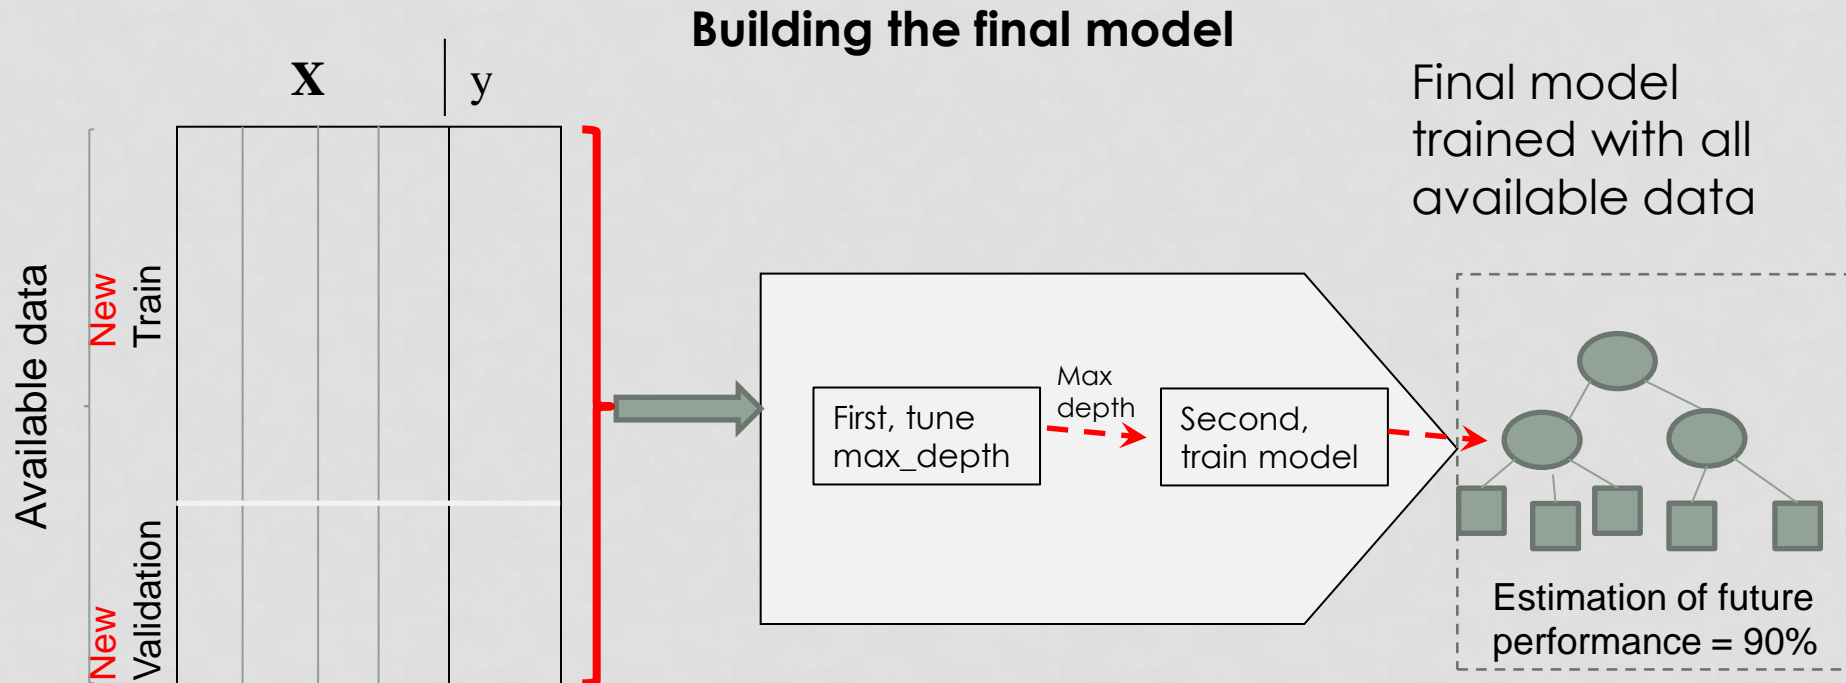 Building the final model
X
y
Final model
trained with all
available data
Available data
New
Train
New
Validation
First, tune
max_depth
Max
depth
Second,
train model
Estimation of future
performance = 90%